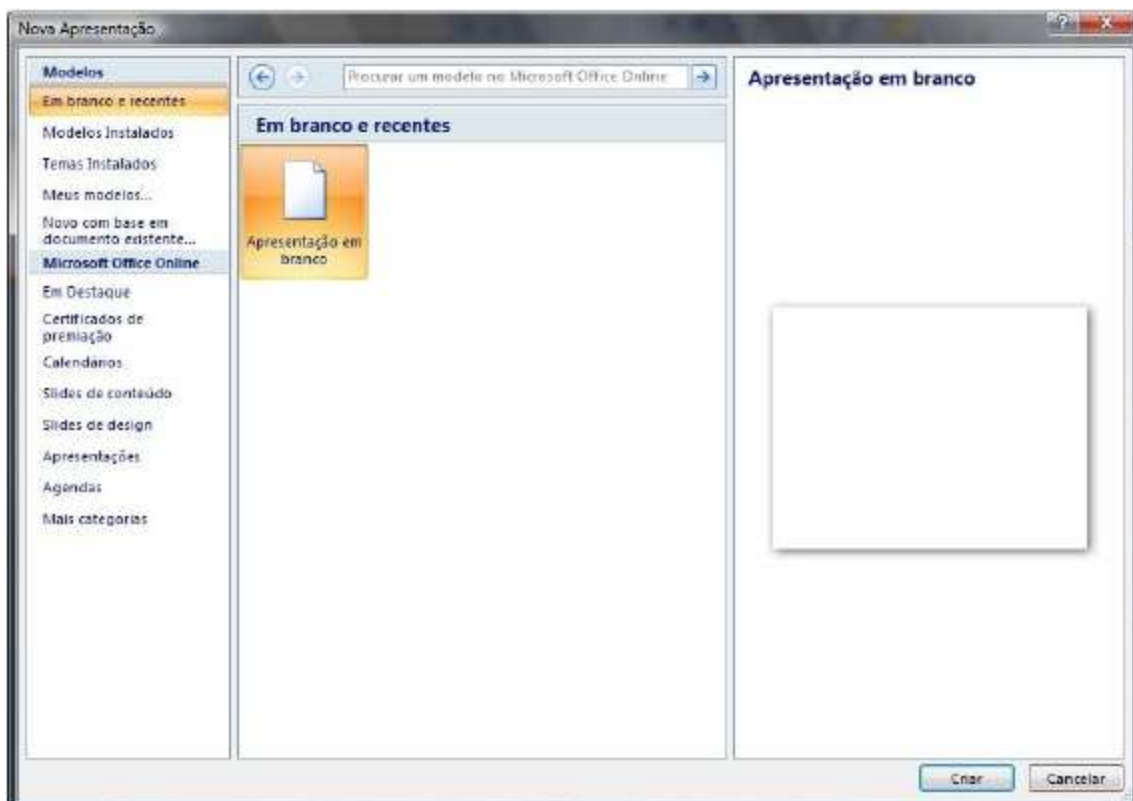 Nova Apresentação
Modelos
Em branco e recentes
Modelos Instalados
Temas Instalados
Meus modelos...
Novo com base em
documento existente...
Microsoft Office Online
Em Destaque
Certificados de
premiação
Calendários
Slides de conteúdo
Slides de design
Apresentações
Agendas
Mais categorias
Procurar um modelo no Microsoft Office Online
Em branco e recentes
Apresentação em
branco
Apresentação em branco
Criar
Cancelar